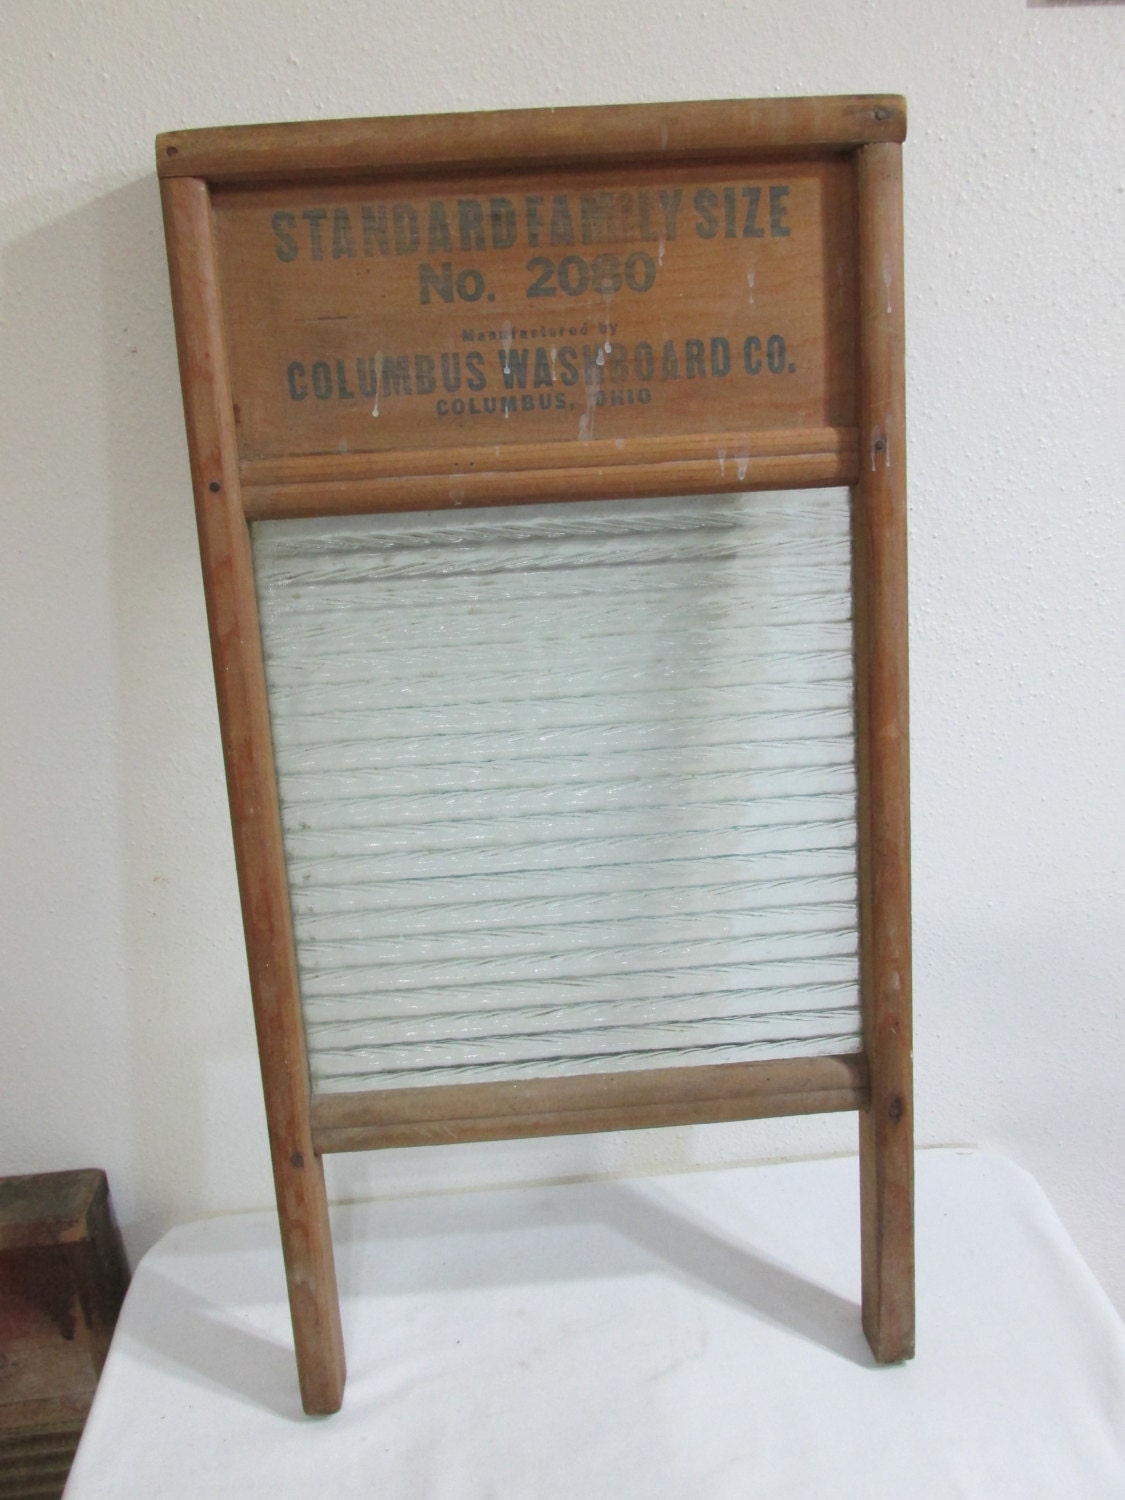 STANDARD FAMILY SIZE
No. 2080
Manufactured by
COLUMBUS WASHBOARD CO.
COLUMBUS, OHIO